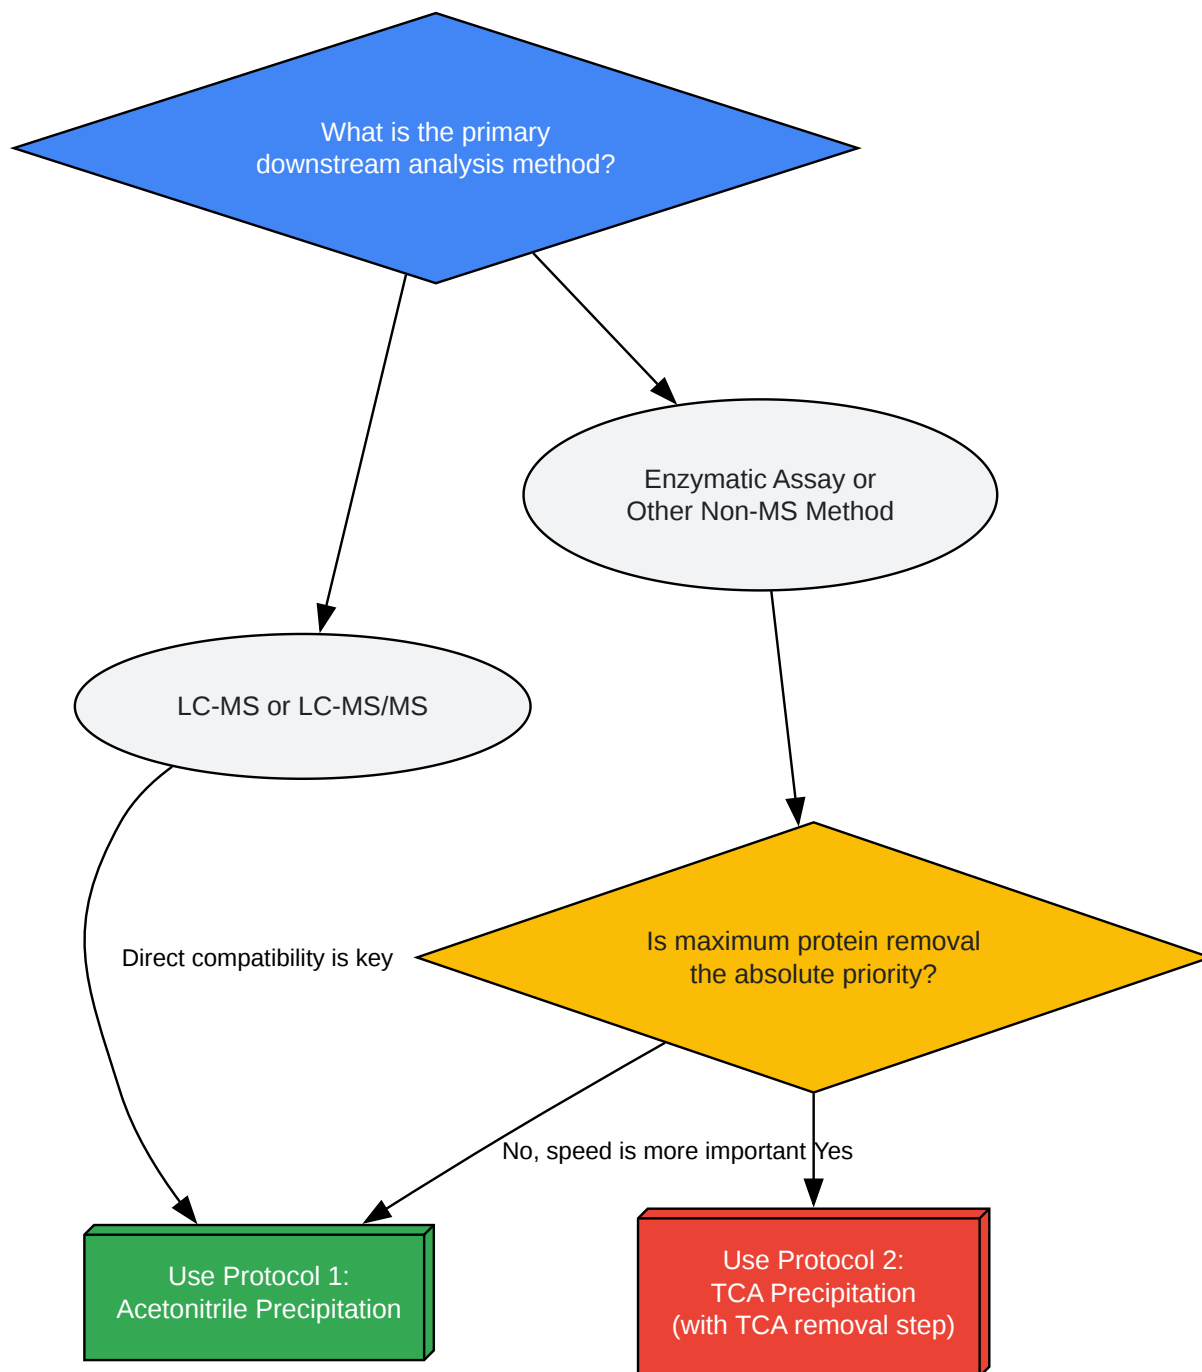 What is the primary
downstream analysis method?
Enzymatic Assay or
Other Non-MS Method
LC-MS or LC-MS/MS
Is maximum protein removal
the absolute priority?
Direct compatibility is key
No, speed is more important
Yes
Use Protocol 1:
Acetonitrile Precipitation
Use Protocol 2:
TCA Precipitation
(with TCA removal step)